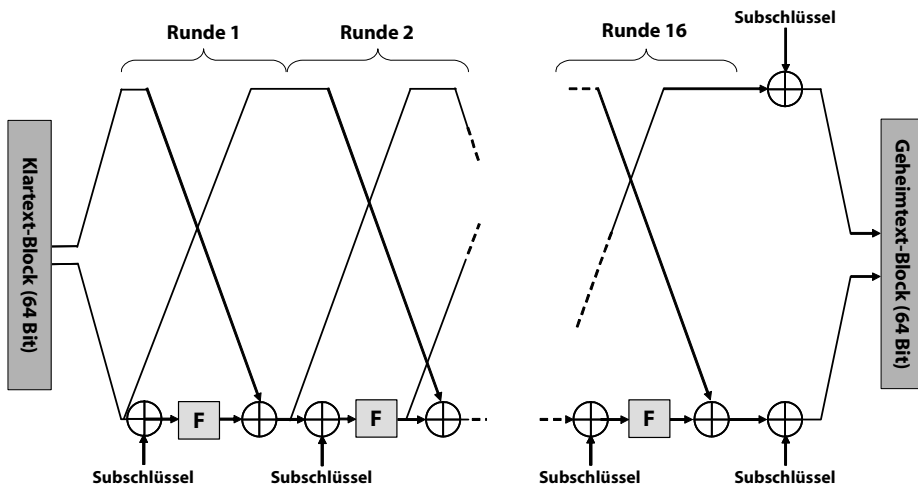 Subschlüssel
Runde 1
Runde 2
Runde 16
Klartext-Block (64 Bit)
Geheimtext-Block (64 Bit)
F
F
F
Subschlüssel
Subschlüssel
Subschlüssel
Subschlüssel